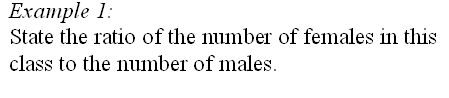 Example 1:
State the ratio of the number of females in this
class to the number of males.